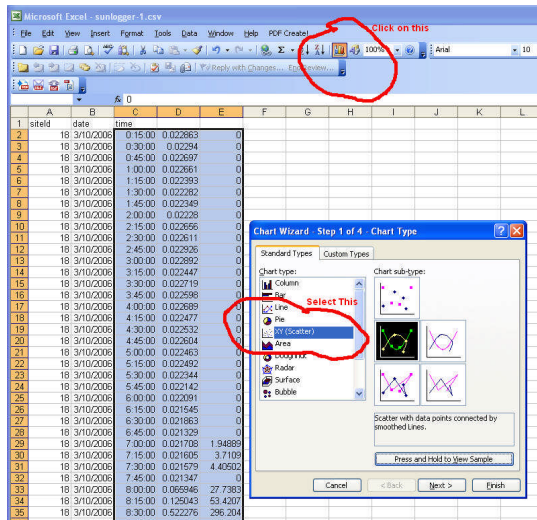 Microsoft Excel - sunlogger-1.csv
Click on this
File Edit View Insert Format Tools Data Window Help PDF Create!
100% Arial 10
Reply with Changes... End Review...
fx 0
A B C D E F G H I J K L
1 siteId date time
2 18 3/10/2006 0:15:00 0.022863 0
3 18 3/10/2006 0:30:00 0.02294 0
4 18 3/10/2006 0:45:00 0.022697 0
5 18 3/10/2006 1:00:00 0.022661 0
6 18 3/10/2006 1:15:00 0.022393 0
7 18 3/10/2006 1:30:00 0.022282 0
8 18 3/10/2006 1:45:00 0.022349 0
9 18 3/10/2006 2:00:00 0.02228 0
10 18 3/10/2006 2:15:00 0.022656 0
11 18 3/10/2006 2:30:00 0.022611 0
12 18 3/10/2006 2:45:00 0.022926 0
13 18 3/10/2006 3:00:00 0.022892 0
14 18 3/10/2006 3:15:00 0.022447 0
15 18 3/10/2006 3:30:00 0.022719 0
16 18 3/10/2006 3:45:00 0.022598 0
17 18 3/10/2006 4:00:00 0.022689 0
18 18 3/10/2006 4:15:00 0.022477 0
19 18 3/10/2006 4:30:00 0.022532 0
20 18 3/10/2006 4:45:00 0.022604 0
21 18 3/10/2006 5:00:00 0.022463 0
22 18 3/10/2006 5:15:00 0.022492 0
23 18 3/10/2006 5:30:00 0.022344 0
24 18 3/10/2006 5:45:00 0.022142 0
25 18 3/10/2006 6:00:00 0.022091 0
26 18 3/10/2006 6:15:00 0.021545 0
27 18 3/10/2006 6:30:00 0.021863 0
28 18 3/10/2006 6:45:00 0.021329 0
29 18 3/10/2006 7:00:00 0.021708 1.94889
30 18 3/10/2006 7:15:00 0.021605 3.7109
31 18 3/10/2006 7:30:00 0.021579 4.40502
32 18 3/10/2006 7:45:00 0.021347 0
33 18 3/10/2006 8:00:00 0.065946 27.7383
34 18 3/10/2006 8:15:00 0.125043 53.4207
35 18 3/10/2006 8:30:00 0.522276 296.204
Chart Wizard - Step 1 of 4 - Chart Type
Standard Types Custom Types
Chart type:
Column
Bar
Line
Pie
XY (Scatter)
Area
Doughnut
Radar
Surface
Bubble
Select This
Chart sub-type:
Scatter with data points connected by
smoothed Lines.
Press and Hold to View Sample
Cancel < Back Next > Finish